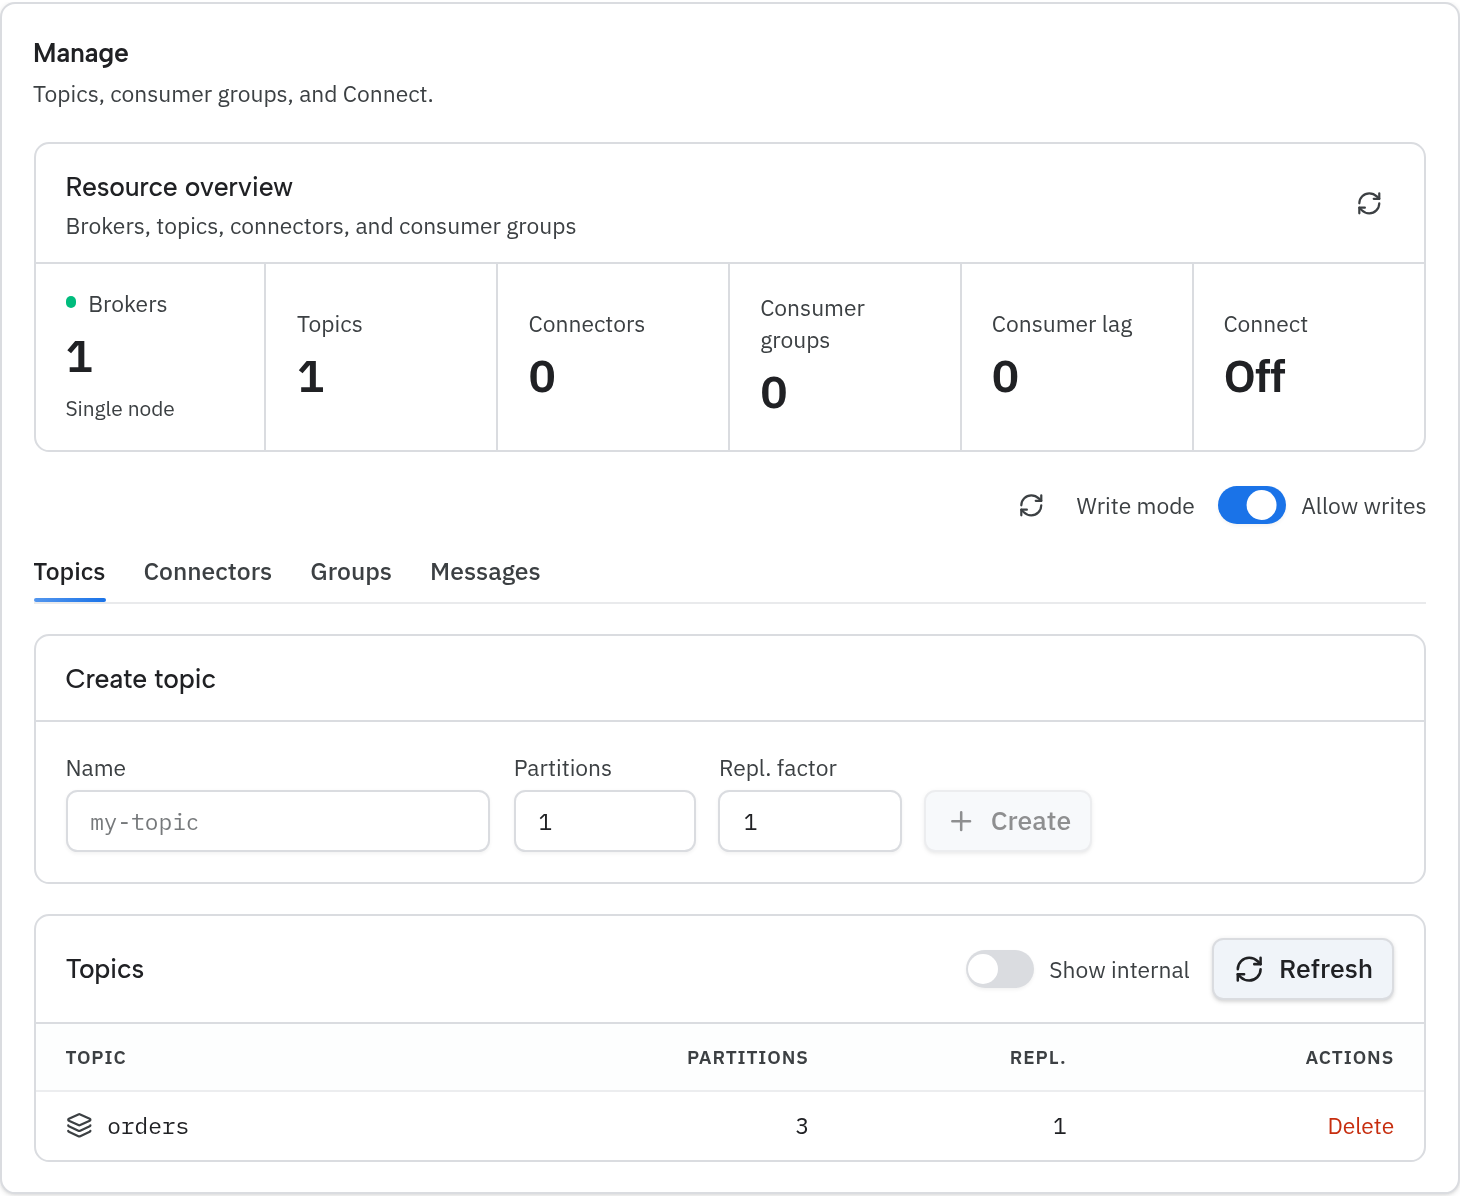 Manage
Topics, consumer groups, and Connect.
Resource overview
Brokers, topics, connectors, and consumer groups
Brokers
1
Single node
Topics
1
Connectors
0
Consumer
groups
0
Consumer lag
0
Connect
Off
Write mode
Allow writes
Topics
Connectors
Groups
Messages
Create topic
Name
Partitions
Repl. factor
my-topic
1
1
Create
Topics
Show internal
Refresh
TOPIC
PARTITIONS
REPL.
ACTIONS
orders
3
1
Delete